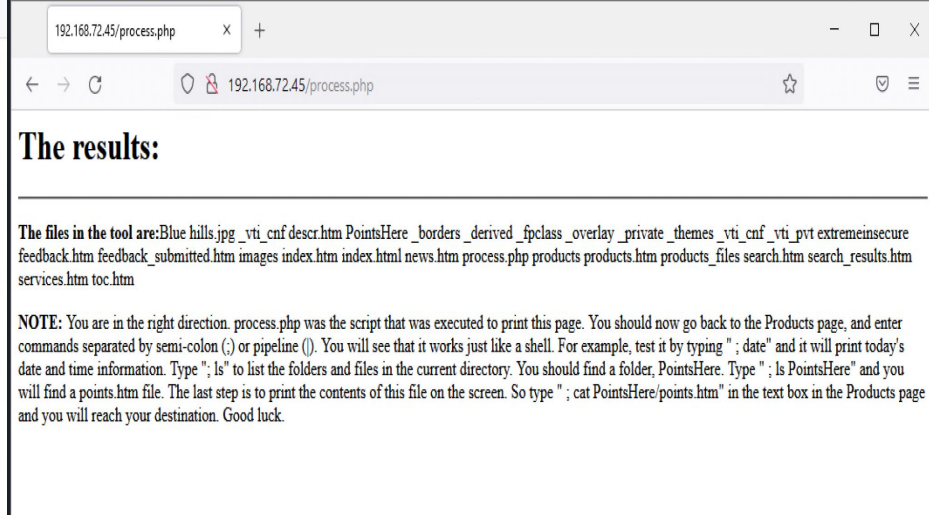 192.168.72.45/process.php
192.168.72.45/process.php
The results:
The files in the tool are:Blue hills.jpg _vti_cnf descr.htm PointsHere _borders _derived _fpclass _overlay _private _themes _vti_cnf _vti_pvt extremeinsecure
feedback.htm feedback_submitted.htm images index.htm index.html news.htm process.php products products.htm products_files search.htm search_results.htm
services.htm toc.htm
NOTE: You are in the right direction. process.php was the script that was executed to print this page. You should now go back to the Products page, and enter
commands separated by semi-colon (;) or pipeline (|). You will see that it works just like a shell. For example, test it by typing " ; date" and it will print today's
date and time information. Type "; ls" to list the folders and files in the current directory. You should find a folder, PointsHere. Type " ; ls PointsHere" and you
will find a points.htm file. The last step is to print the contents of this file on the screen. So type " ; cat PointsHere/points.htm" in the text box in the Products page
and you will reach your destination. Good luck.